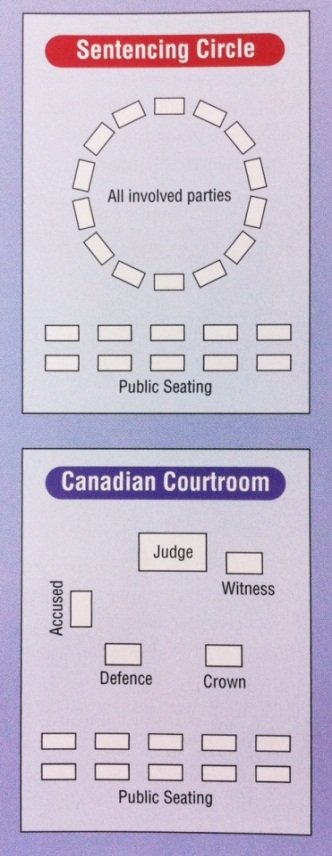 Sentencing Circle
All involved parties
Public Seating
Canadian Courtroom
Judge
Witness
Accused
Defence
Crown
Public Seating